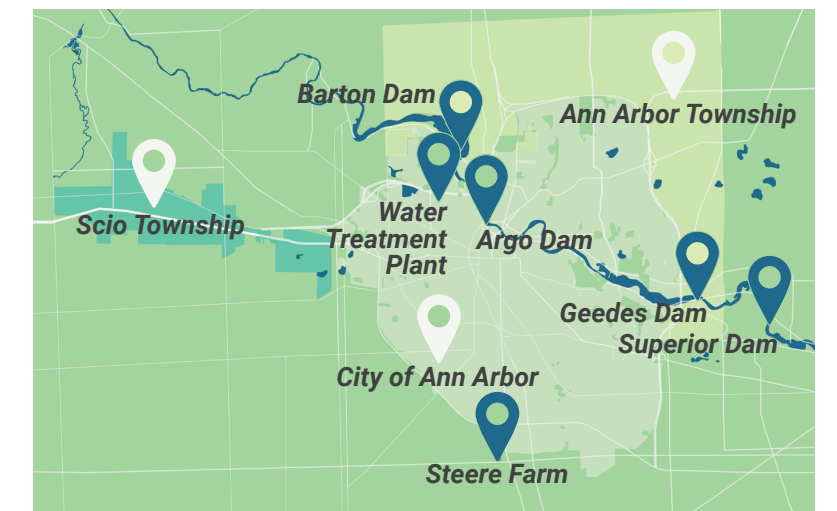 Barton Dam
Ann Arbor Township
Scio Township
Water
Treatment
Plant
Argo Dam
Geedes Dam
Superior Dam
City of Ann Arbor
Steere Farm